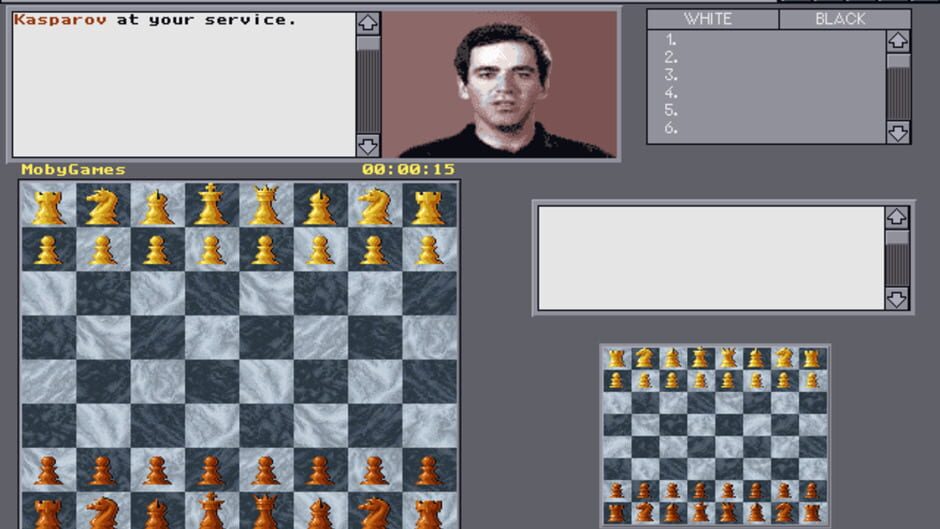 Kasparov at your service.
WHITE BLACK
1.
2.
3.
4.
5.
6.
MobyGames 00:00:15